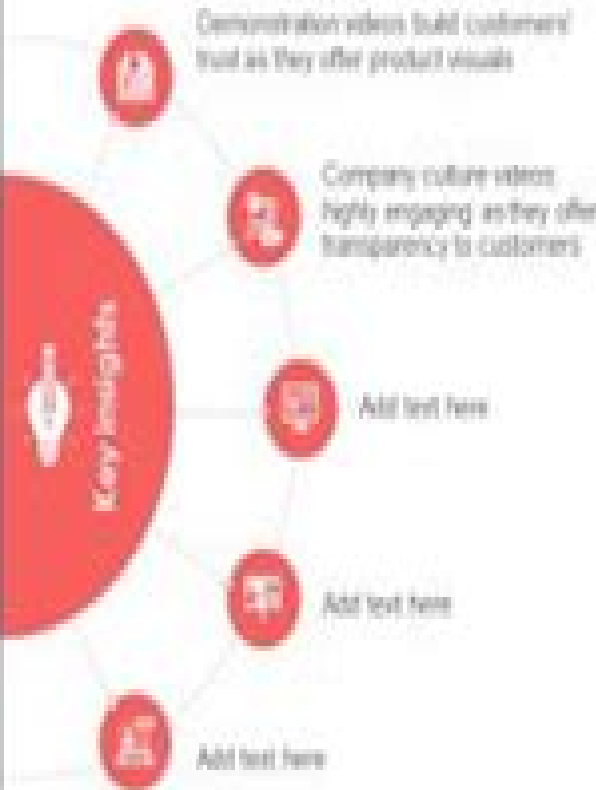 Demonstration videos build customers'
trust as they offer product visuals
Company culture videos
highly engaging as they offer
transparency to customers
Key insights
Add text here
Add text here
Add text here